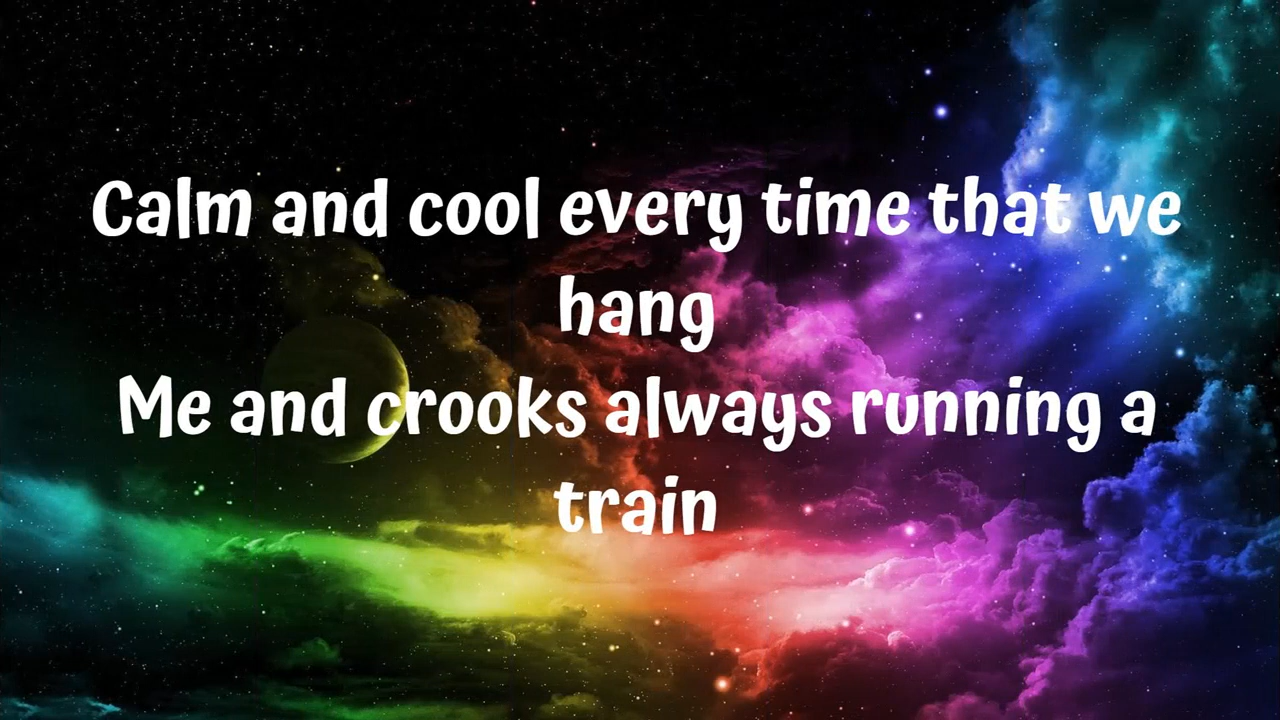 Calm and cool every time that we
hang
Me and crooks always running a
train